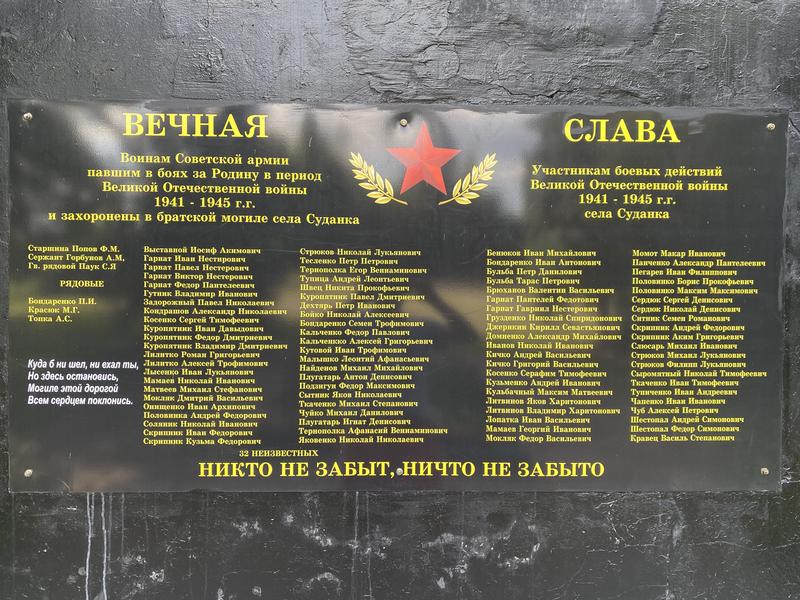 ВЕЧНАЯ
Воинам Советской армии
павшим в боях за Родину в период
Великой Отечественной войны
1941 - 1945 г.г.
и захоронены в братской могиле села Суданка
СЛАВА
Участникам боевых действий
Великой Отечественной войны
1941 - 1945 г.г.
села Суданка
Старшина Попов Ф.М.
Сержант Горбунов А.М,
Гв. рядовой Паук С.Я
РЯДОВЫЕ
Бондаренко П.И.
Красюк М.Г.
Топка А.С.
Куда б ни шел, ни ехал ты,
Но здесь остановись,
Могиле этой дорогой
Всем сердцем поклонись.
Выставной Иосиф Акимович
Гарнат Иван Нестирович
Гарнат Павел Нестерович
Гарнат Виктор Нестерович
Гарнат Федор Пантелеевич
Гутник Владимир Иванович
Задорожный Павел Николаевич
Кондрашов Александр Николаевич
Косенко Сергей Тимофеевич
Куропятник Иван Давыдович
Куропятник Федор Дмитриевич
Куропятник Владимир Дмитриевич
Лилитко Роман Григорьевич
Лилитко Алексей Трофимович
Лысенко Иван Лукьянович
Мамаев Николай Иванович
Матвеев Михаил Стефанович
Мокляк Дмитрий Васильевич
Онищенко Иван Архипович
Половинка Андрей Федорович
Соляник Николай Иванович
Скрипник Иван Федорович
Скрипник Кузьма Федорович
Стрюков Николай Лукьянович
Тесленко Петр Петрович
Тернополка Егор Вениаминович
Тупица Андрей Леонтьевич
Швец Никита Прокофьевич
Куропятник Павел Дмитриевич
Дехтярь Петр Иванович
Бойко Николай Алексеевич
Бондаренко Семен Трофимович
Кальченко Федор Павлович
Кальченко Алексей Григорьевич
Кутовой Иван Трофимович
Малышко Леонтий Афанасьевич
Найденов Михаил Михайлович
Плугатарь Антон Денисович
Подзигун Федор Максимович
Сытник Яков Николаевич
Ткаченко Михаил Степанович
Чуйко Михаил Данилович
Плугатарь Игнат Денисович
Тернополка Афанасий Вениаминович
Яковенко Николай Николаевич
Бенюков Иван Михайлович
Бондаренко Иван Антонович
Бульба Петр Данилович
Бульба Тарас Петрович
Брюханов Валентин Васильевич
Гарнат Пантелей Федотович
Гарнат Гавриил Нестерович
Грузденко Николай Спиридонович
Джерикин Кирилл Севастьянович
Домненко Александр Михайлович
Иванов Николай Иванович
Кичко Андрей Васильевич
Кичко Григорий Васильевич
Косенко Серафим Тимофеевич
Кузьменко Андрей Иванович
Кульбачный Максим Матвеевич
Литвинов Яков Харитонович
Литвинов Владимир Харитонович
Лопатка Иван Васильевич
Мамаев Георгий Иванович
Мокляк Федор Васильевич
Момот Макар Иванович
Панченко Александр Пантелеевич
Пегарев Иван Филиппович
Половинко Борис Прокофьевич
Половинко Максим Максимович
Сердюк Сергей Денисович
Сердюк Николай Денисович
Ситник Семен Романович
Скрипник Андрей Федорович
Скрипник Аким Григорьевич
Слюсарь Михаил Иванович
Стрюков Михаил Лукьянович
Стрюков Филипп Лукьянович
Сыромятный Николай Титович
Ткаченко Иван Тимофеевич
Тупиченко Иван Андреевич
Чапенко Иван Иванович
Чуб Алексей Петрович
Шестопал Андрей Симонович
Шестопал Федор Симонович
Кравец Василь Степанович
32 НЕИЗВЕСТНЫХ
НИКТО НЕ ЗАБЫТ, НИЧТО НЕ ЗАБЫТО